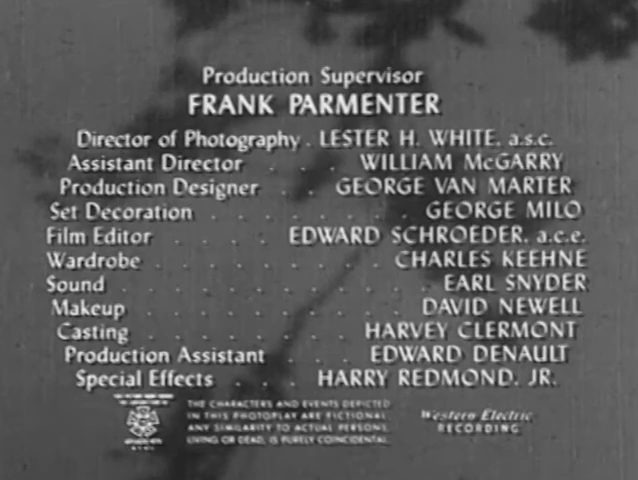 Production Supervisor
FRANK PARMENTER
Director of Photography . LESTER H. WHITE, a.s.c.
Assistant Director . . . . WILLIAM McGARRY
Production Designer . . GEORGE VAN MARTER
Set Decoration . . . . . . . . . GEORGE MILO
Film Editor . . . . . EDWARD SCHROEDER, a.c.e.
Wardrobe . . . . . . . . . CHARLES KEEHNE
Sound . . . . . . . . . . . . EARL SNYDER
Makeup . . . . . . . . . . . DAVID NEWELL
Casting . . . . . . . . HARVEY CLERMONT
Production Assistant . . . . EDWARD DENAULT
Special Effects . . . HARRY REDMOND, JR.
THE CHARACTERS AND EVENTS DEPICTED
IN THIS PHOTOPLAY ARE FICTIONAL
ANY SIMILARITY TO ACTUAL PERSONS,
LIVING OR DEAD, IS PURELY COINCIDENTAL.
Western Electric
RECORDING